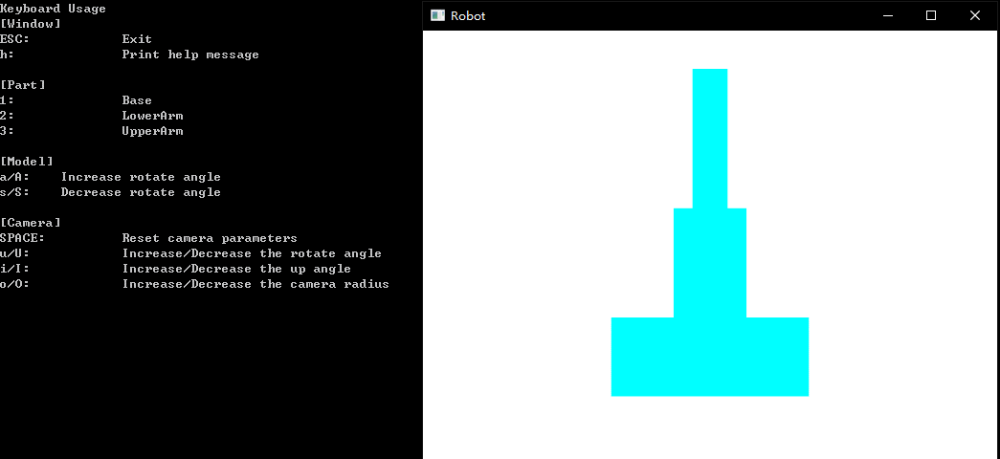 Keyboard Usage
[Window]
ESC: Exit
h: Print help message
[Part]
1: Base
2: LowerArm
3: UpperArm
[Model]
a/A: Increase rotate angle
s/S: Decrease rotate angle
[Camera]
SPACE: Reset camera parameters
u/U: Increase/Decrease the rotate angle
i/I: Increase/Decrease the up angle
o/O: Increase/Decrease the camera radius
Robot